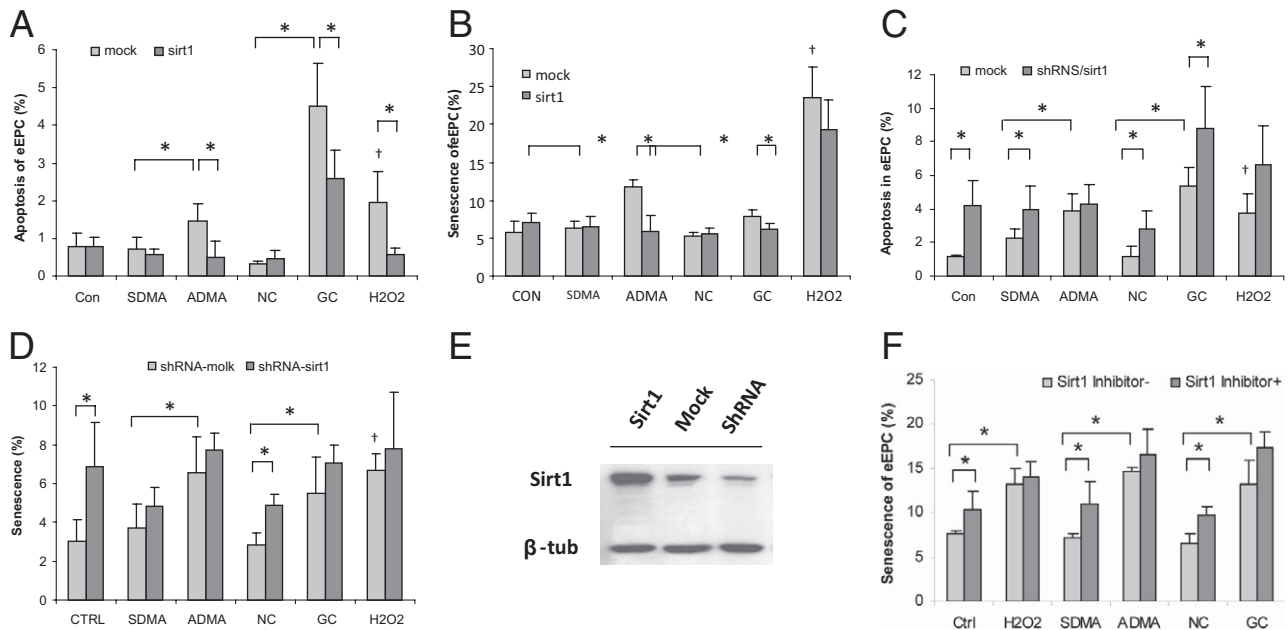 A
mock sirt1
Apoptosis of eEPC (%)
6
5
4
3
2
1
0
* *
* *
*
†
Con SDMA ADMA NC GC H2O2
B
mock
sirt1
Senescence ofeEPC(%)
30
25
20
15
10
5
0
†
* * * *
CON SDMA ADMA NC GC H2O2
C
mock shRNS/sirt1
Apoptosis in eEPC (%)
12
10
8
6
4
2
0
*
* *
* * *
†
Con SDMA ADMA NC GC H2O2
D
shRNA-molk shRNA-sirt1
Senescence (%)
12
10
8
6
4
2
0
* * *
*
†
CTRL SDMA ADMA NC GC H2O2
E
Sirt1 Mock ShRNA
Sirt1
β-tub
F
Sirt1 Inhibitor- Sirt1 Inhibitor+
Senescence of eEPC (%)
25
20
15
10
5
0
* * *
* * *
Ctrl H2O2 SDMA ADMA NC GC